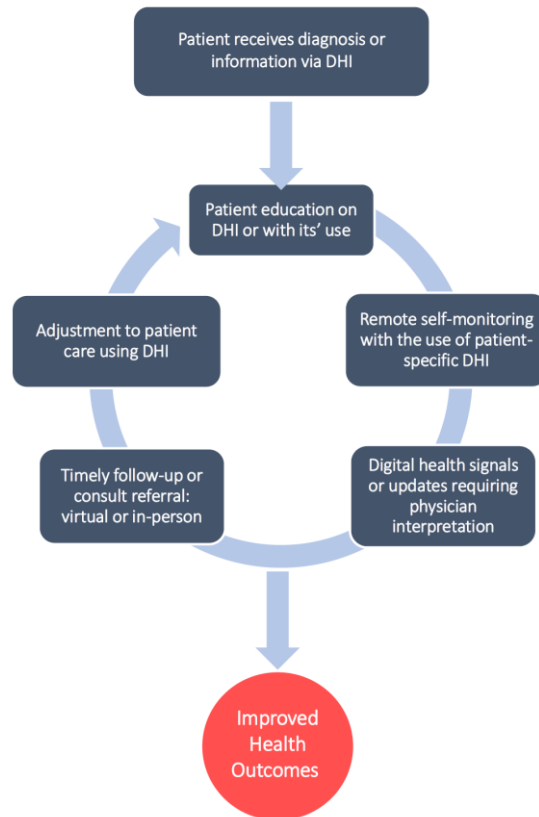 Patient receives diagnosis or
information via DHI
Patient education on
DHI or with its’ use
Adjustment to patient
care using DHI
Remote self-monitoring
with the use of patient-
specific DHI
Timely follow-up or
consult referral:
virtual or in-person
Digital health signals
or updates requiring
physician
interpretation
Improved
Health
Outcomes